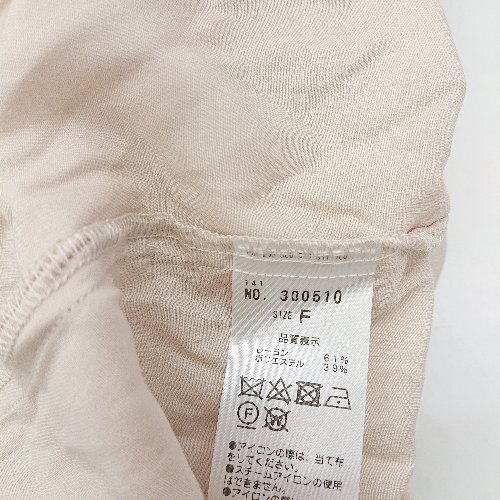 141
NO. 380510
SIZE F
品質表示
レーヨン 61%
ポリエステル 39%
F W
●アイロンの際は、当て布
をしてください。
●スチームアイロンの使用
はできません。